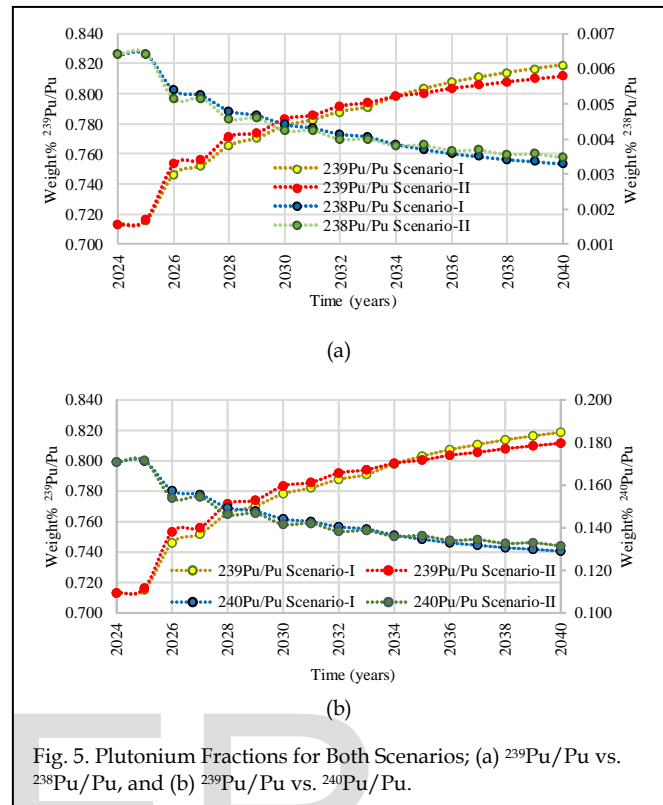 0.840
0.820
0.800
0.780
0.760
0.740
0.720
0.700
Weight% ²³⁹Pu/Pu
0.007
0.006
0.005
0.004
0.003
0.002
0.001
Weight% ²³⁸Pu/Pu
239Pu/Pu Scenario-I
239Pu/Pu Scenario-II
238Pu/Pu Scenario-I
238Pu/Pu Scenario-II
2024 2026 2028 2030 2032 2034 2036 2038 2040
Time (years)
(a)
0.840
0.820
0.800
0.780
0.760
0.740
0.720
0.700
Weight% ²³⁹Pu/Pu
0.200
0.180
0.160
0.140
0.120
0.100
Weight% ²⁴⁰Pu/Pu
239Pu/Pu Scenario-I 239Pu/Pu Scenario-II
240Pu/Pu Scenario-I 240Pu/Pu Scenario-II
2024 2026 2028 2030 2032 2034 2036 2038 2040
Time (years)
(b)
Fig. 5. Plutonium Fractions for Both Scenarios; (a) ²³⁹Pu/Pu vs.
²³⁸Pu/Pu, and (b) ²³⁹Pu/Pu vs. ²⁴⁰Pu/Pu.